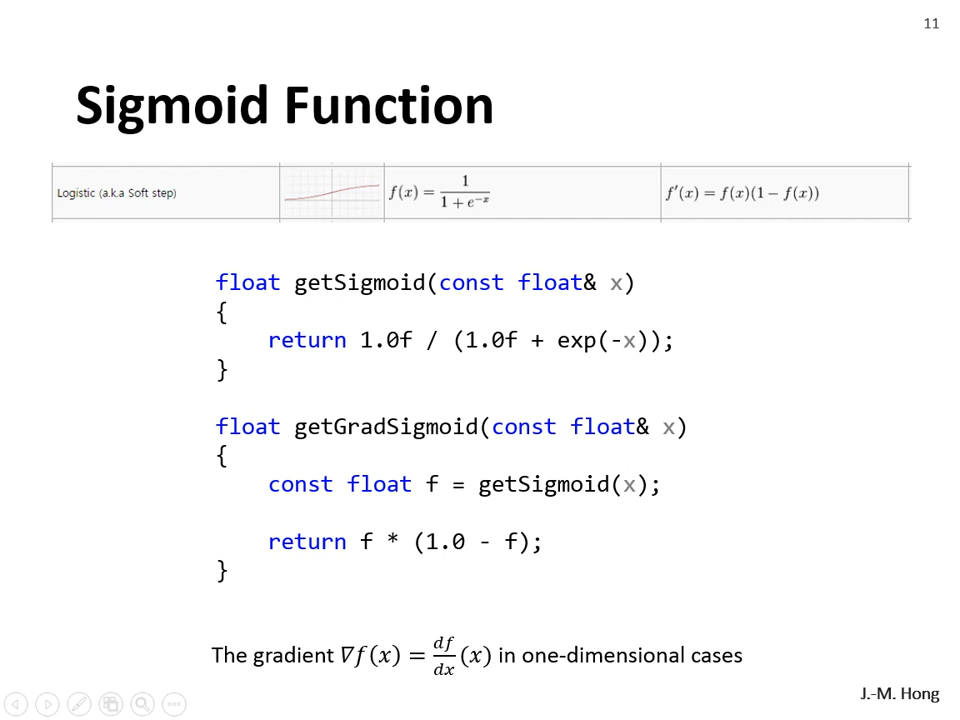 11
Sigmoid Function
Logistic (a.k.a Soft step) f(x) = 1 / (1 + e^{-x}) f'(x) = f(x)(1 − f(x))
float getSigmoid(const float& x)
{
    return 1.0f / (1.0f + exp(-x));
}
float getGradSigmoid(const float& x)
{
    const float f = getSigmoid(x);
    return f * (1.0 - f);
}
The gradient ∇f(x) = df/dx (x) in one-dimensional cases
J.-M. Hong